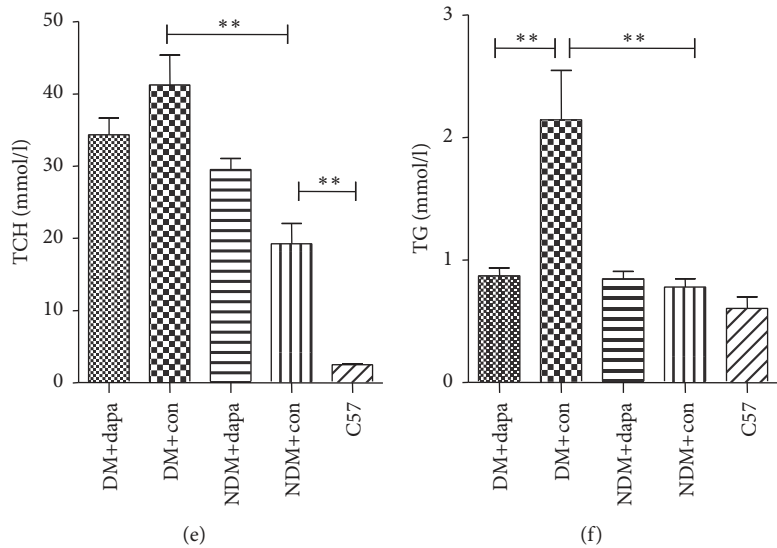 50
40
30
20
10
0
TCH (mmol/l)
**
**
DM+dapa
DM+con
NDM+dapa
NDM+con
C57
(e)
3
2
1
0
TG (mmol/l)
**
**
DM+dapa
DM+con
NDM+dapa
NDM+con
C57
(f)